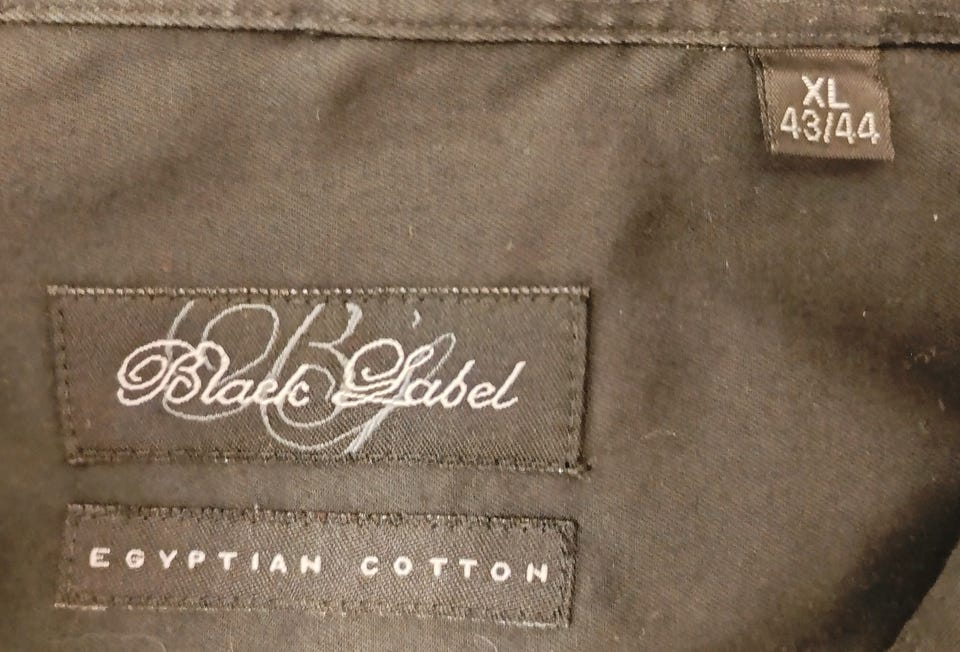 XL
43/44
Black Label
EGYPTIAN COTTON